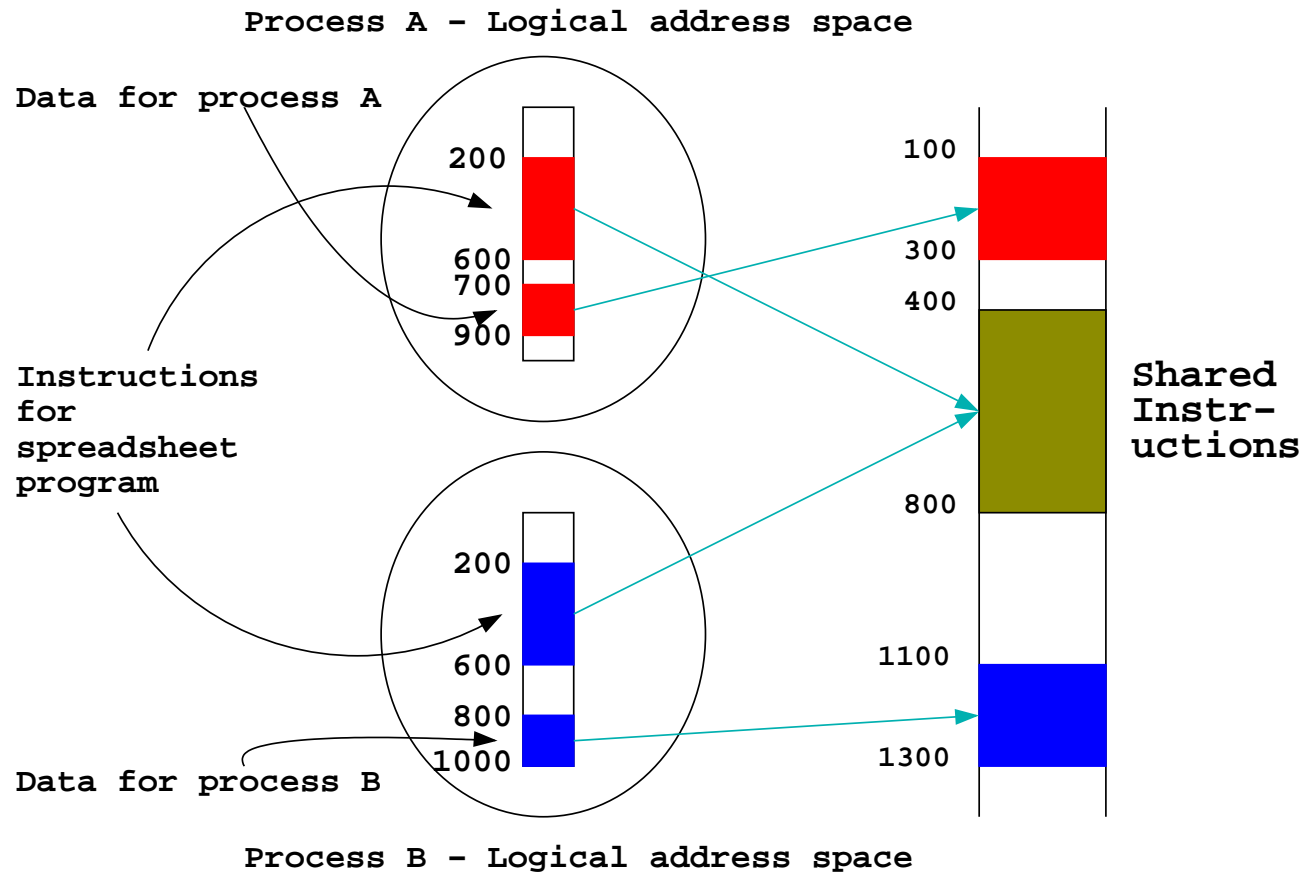 Process A – Logical address space
Data for process A
200
600
700
900
100
300
400
800
Shared
Instr-
uctions
Instructions
for
spreadsheet
program
200
600
800
1000
1100
1300
Data for process B
Process B – Logical address space